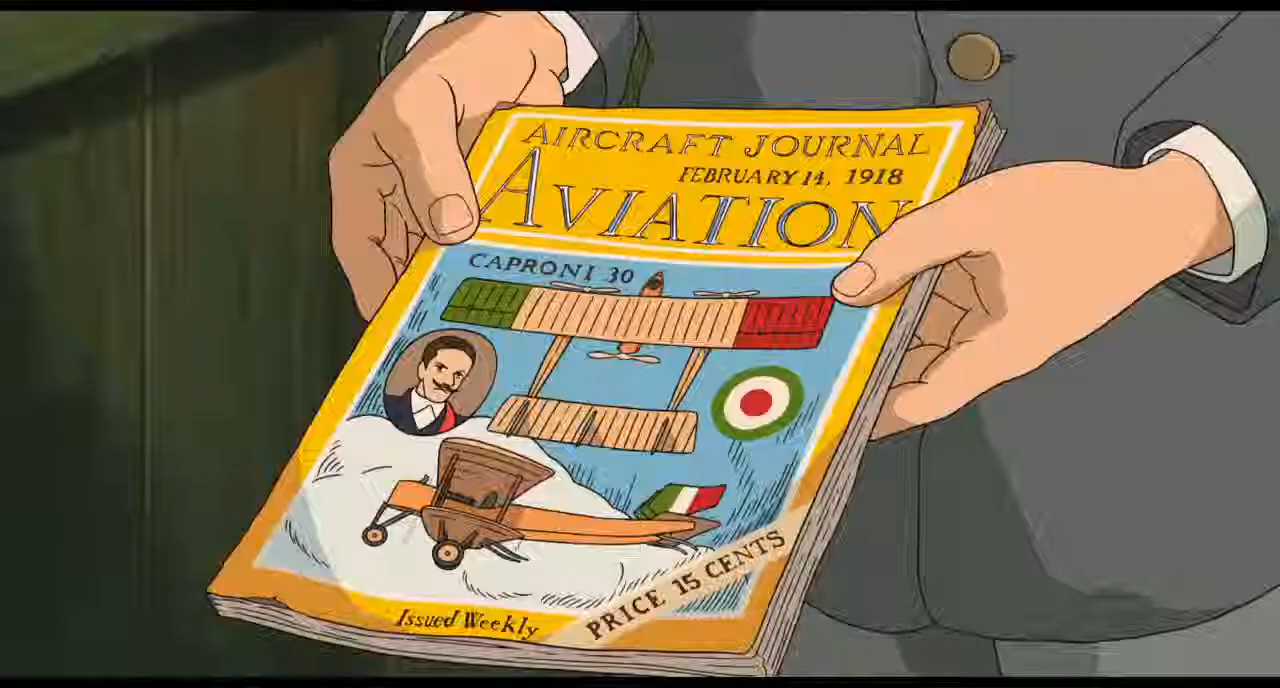 AIRCRAFT JOURNAL
FEBRUARY 14, 1918
AVIATION
CAPRONI 30
PRICE 15 CENTS
Issued Weekly